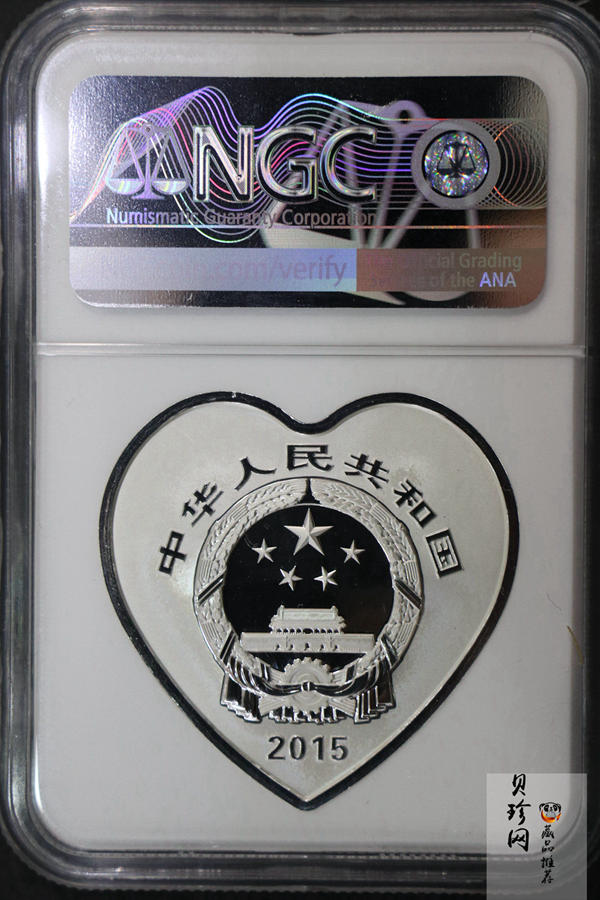 NGC
Numismatic Guaranty Corporation
.com/verify
Grading
of the ANA
中华人民共和国
2015
贝珍网
藏品推荐